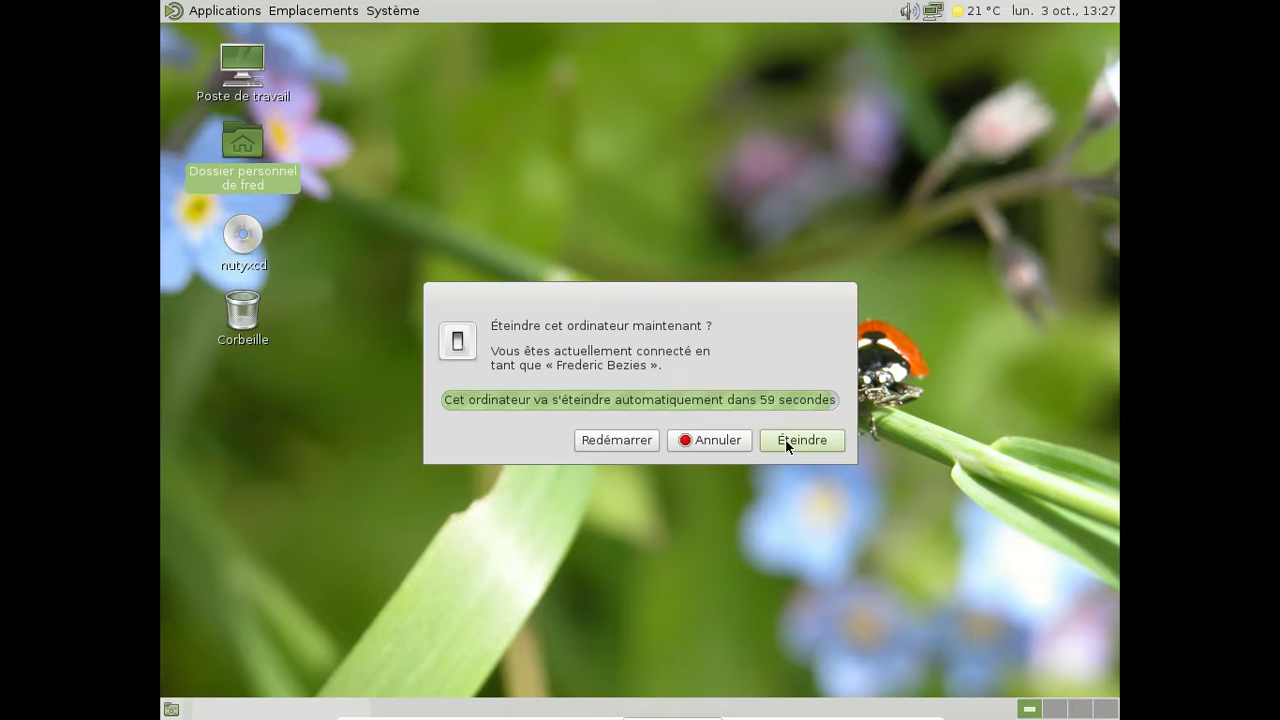 Applications Emplacements Système
21 °C lun. 3 oct., 13:27
Poste de travail
Dossier personnel
de fred
nutyxcd
Corbeille
Éteindre cet ordinateur maintenant ?
Vous êtes actuellement connecté en
tant que « Frederic Bezies ».
Cet ordinateur va s'éteindre automatiquement dans 59 secondes
Redémarrer Annuler Éteindre